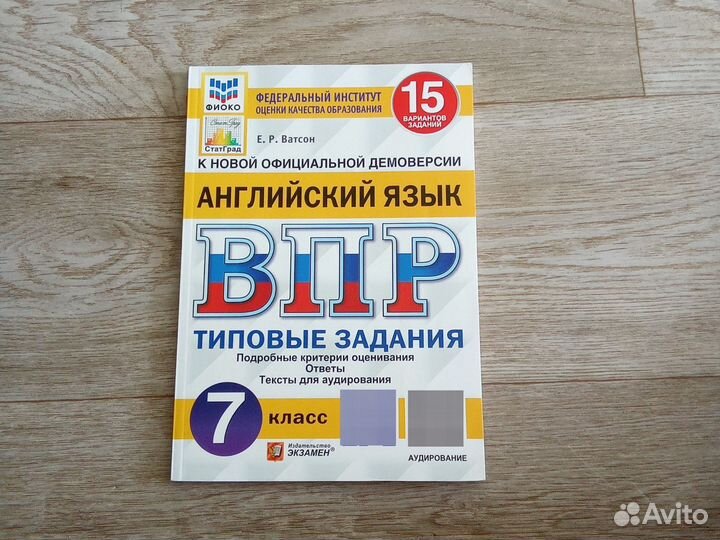 ФИОКО
СтатГрад
ФЕДЕРАЛЬНЫЙ ИНСТИТУТ
ОЦЕНКИ КАЧЕСТВА ОБРАЗОВАНИЯ
15
ВАРИАНТОВ
ЗАДАНИЙ
Е. Р. Ватсон
К НОВОЙ ОФИЦИАЛЬНОЙ ДЕМОВЕРСИИ
АНГЛИЙСКИЙ ЯЗЫК
ВПР
ТИПОВЫЕ ЗАДАНИЯ
Подробные критерии оценивания
Ответы
Тексты для аудирования
7 класс
Издательство
ЭКЗАМЕН®
АУДИРОВАНИЕ
Avito